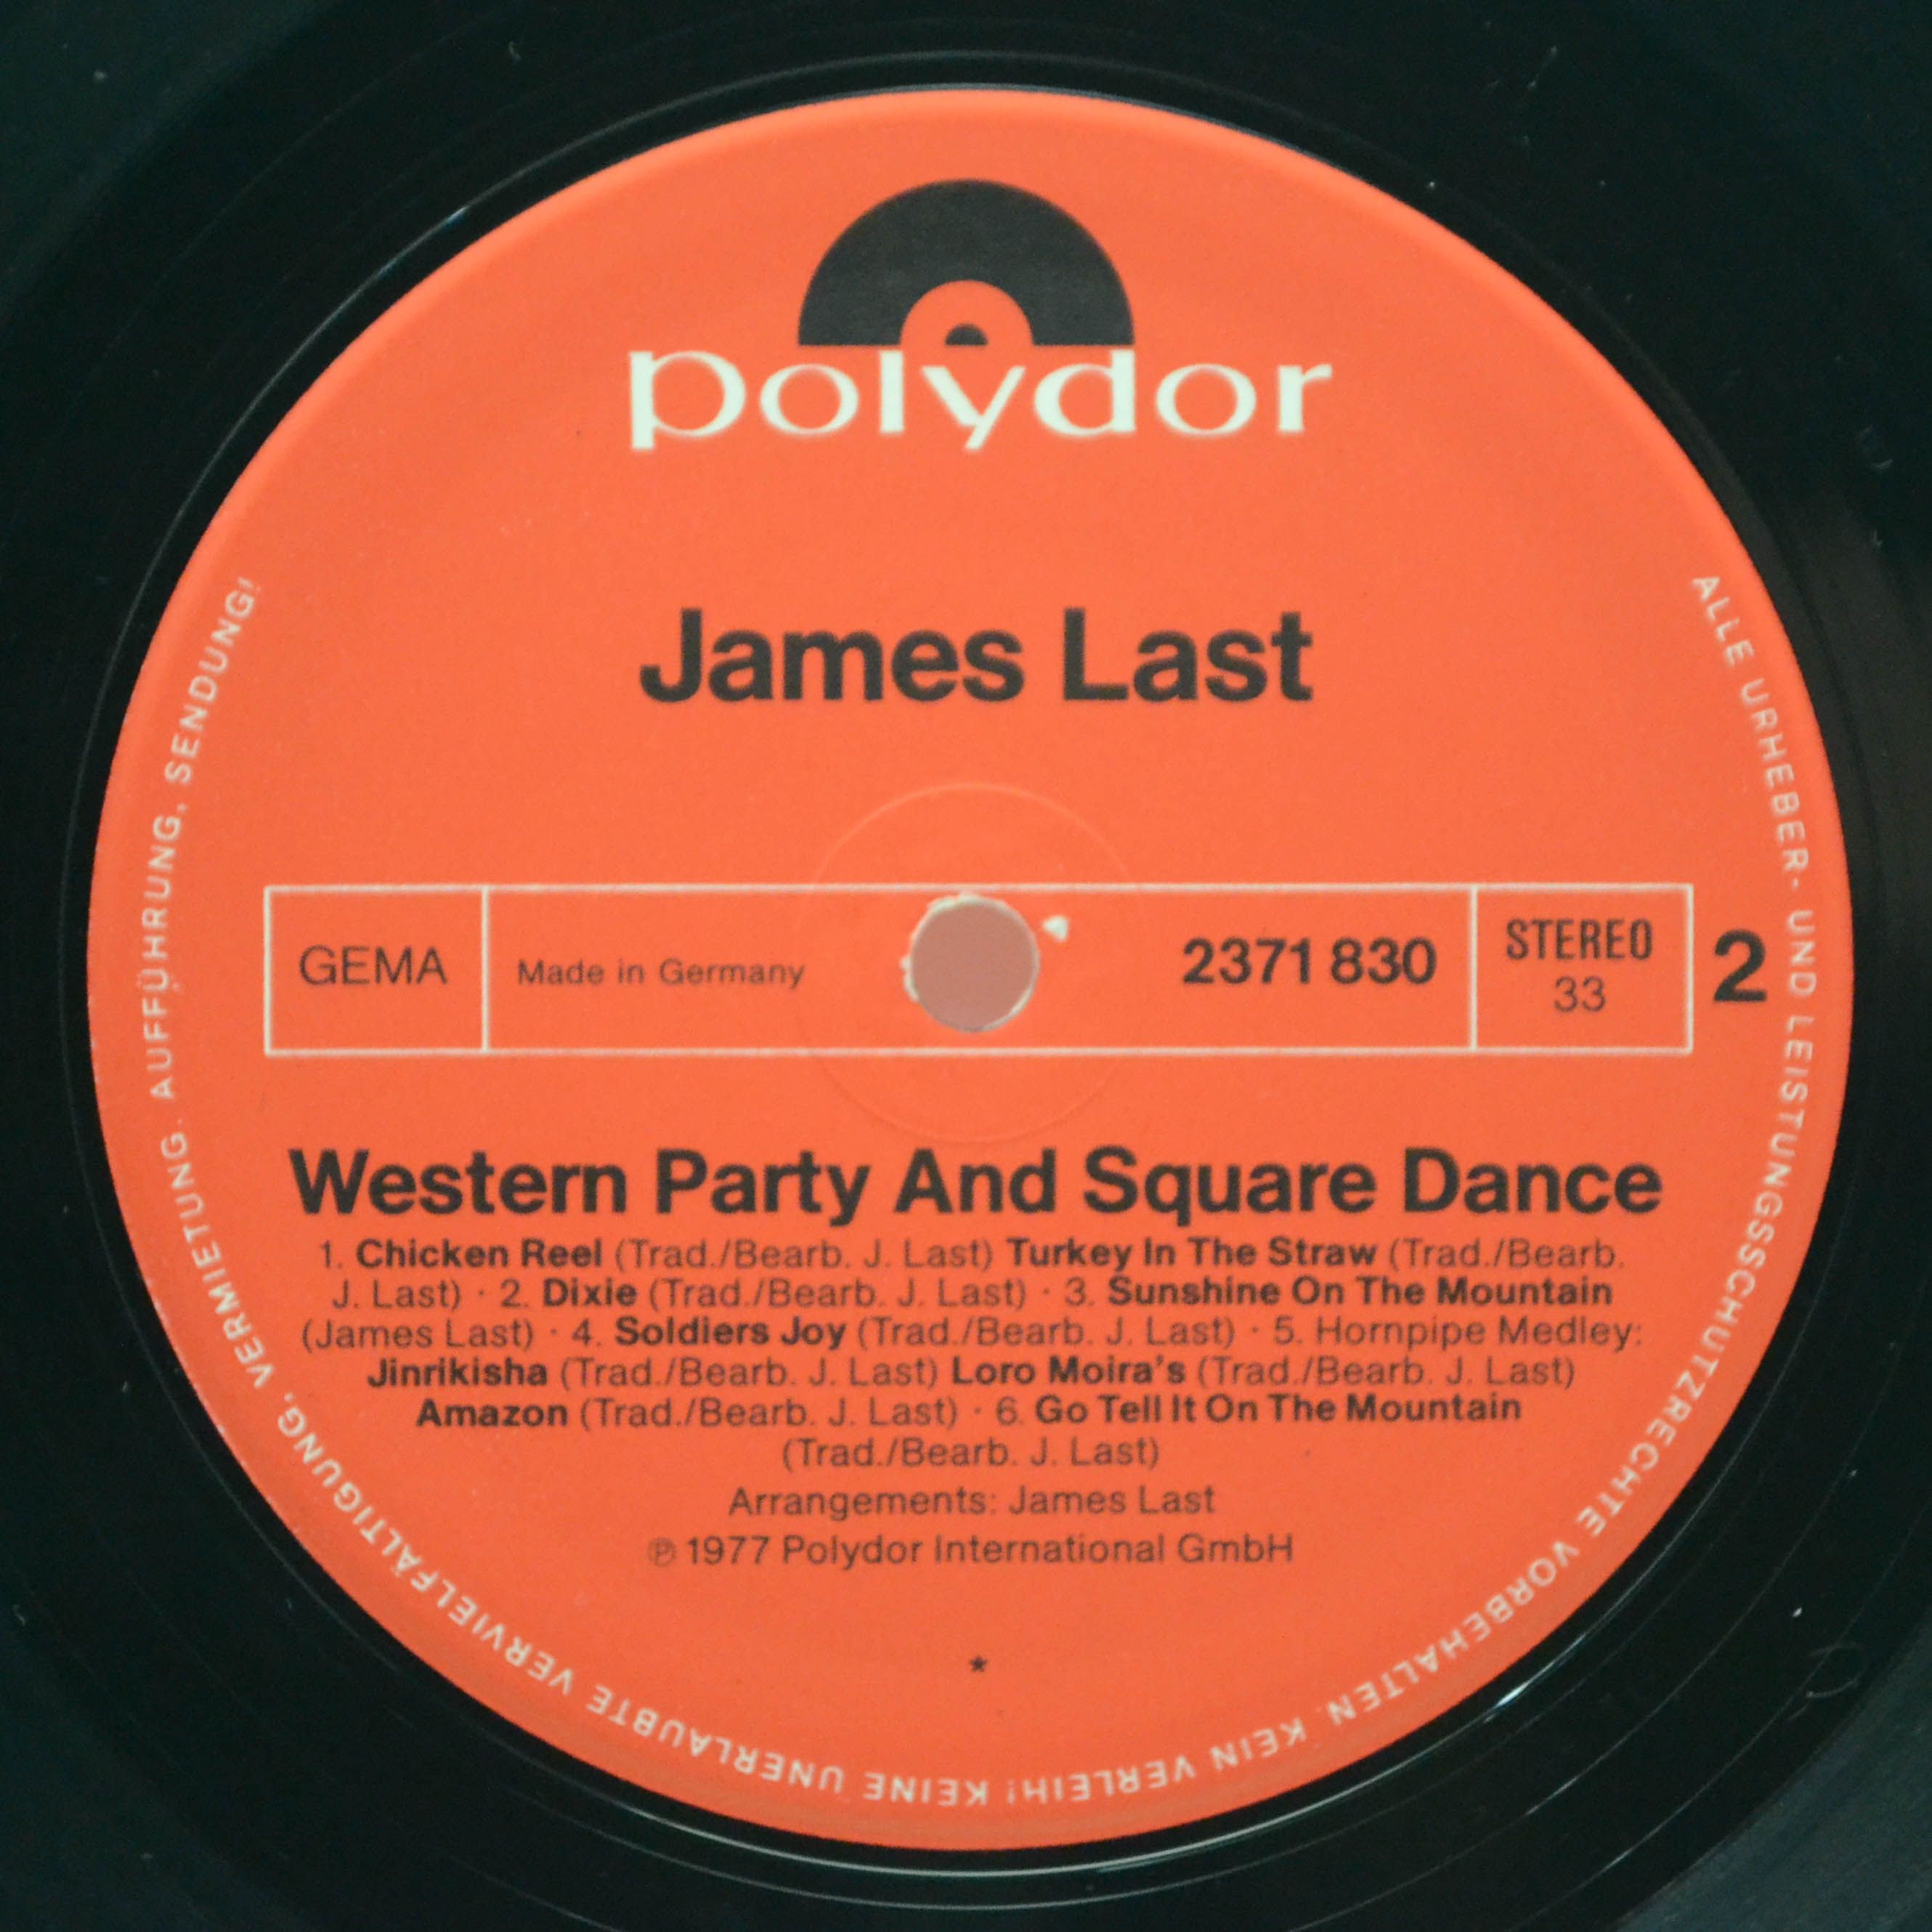 polydor
James Last
GEMA
Made in Germany
2371 830
STEREO
33
2
Western Party And Square Dance
1. Chicken Reel (Trad./Bearb. J. Last) Turkey In The Straw (Trad./Bearb.
J. Last) · 2. Dixie (Trad./Bearb. J. Last) · 3. Sunshine On The Mountain
(James Last) · 4. Soldiers Joy (Trad./Bearb. J. Last) · 5. Hornpipe Medley:
Jinrikisha (Trad./Bearb. J. Last) Loro Moira's (Trad./Bearb. J. Last)
Amazon (Trad./Bearb. J. Last) · 6. Go Tell It On The Mountain
(Trad./Bearb. J. Last)
Arrangements: James Last
℗ 1977 Polydor International GmbH
*
ALLE URHEBER- UND LEISTUNGSSCHUTZRECHTE VORBEHALTEN. KEIN VERLEIH! KEINE UNERLAUBTE VERVIELFÄLTIGUNG, VERMIETUNG. AUFFÜHRUNG, SENDUNG!